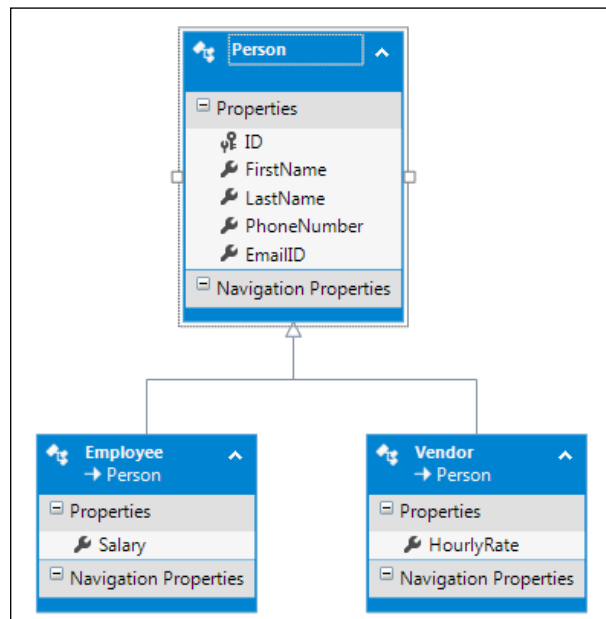 Person
Properties
ID
FirstName
LastName
PhoneNumber
EmailID
Navigation Properties
Employee
→ Person
Properties
Salary
Navigation Properties
Vendor
→ Person
Properties
HourlyRate
Navigation Properties